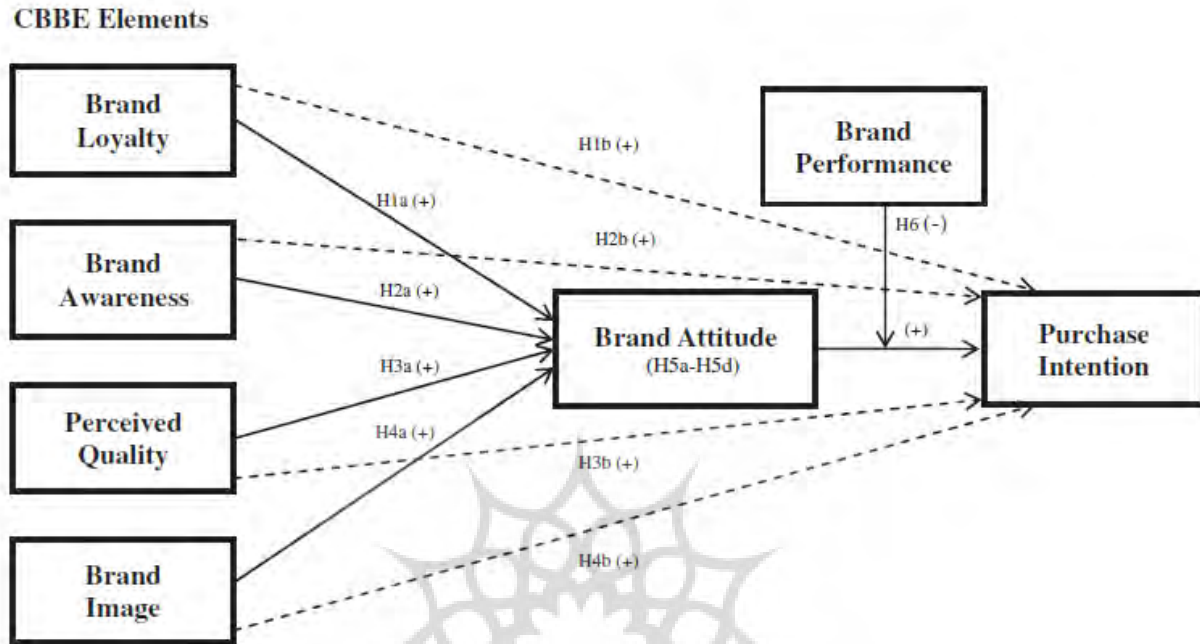 CBBE Elements
Brand
Loyalty
Brand
Performance
H1b (+)
H1a (+)
H6 (-)
H2b (+)
Brand
Awareness
H2a (+)
Brand Attitude
(H5a-H5d)
(+)
Purchase
Intention
H3a (+)
Perceived
Quality
H4a (+)
H3b (+)
Brand
Image
H4b (+)